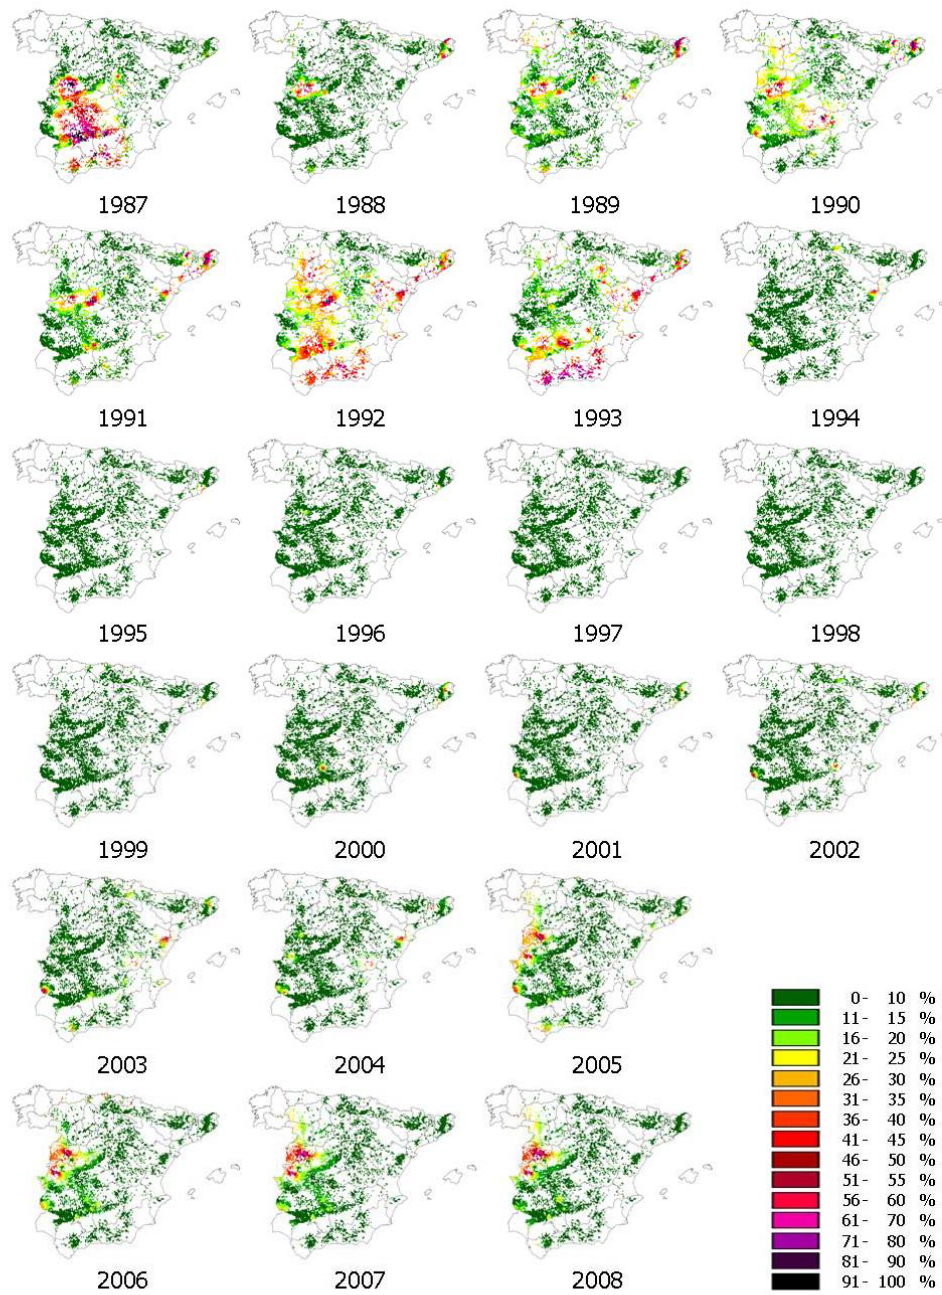 1987 1988 1989 1990
1991 1992 1993 1994
1995 1996 1997 1998
1999 2000 2001 2002
2003 2004 2005
2006 2007 2008
0- 10 %
11- 15 %
16- 20 %
21- 25 %
26- 30 %
31- 35 %
36- 40 %
41- 45 %
46- 50 %
51- 55 %
56- 60 %
61- 70 %
71- 80 %
81- 90 %
91- 100 %